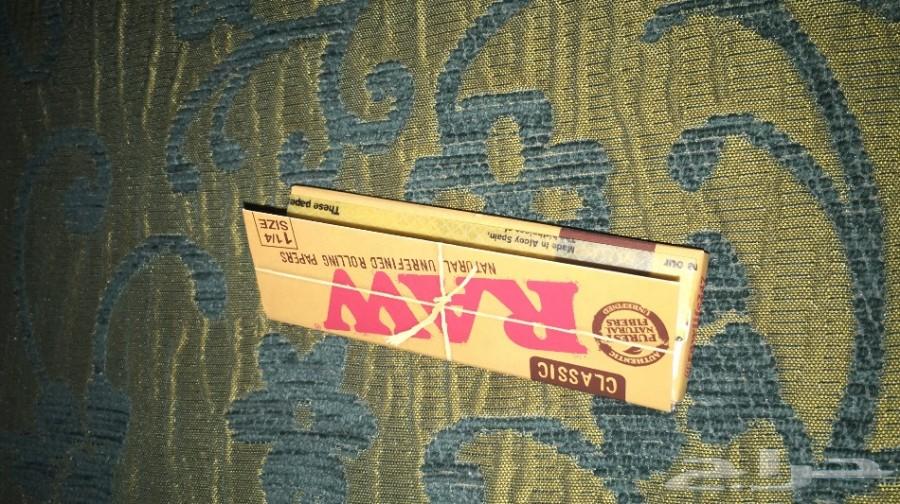 These pape
Made in Alcoy Spain,
1 1/4
SIZE
NATURAL UNREFINED ROLLING PAPERS
RAW®
AUTHENTIC
PUREST
NATURAL
FIBERS
UNREFINED
CLASSIC
حراج